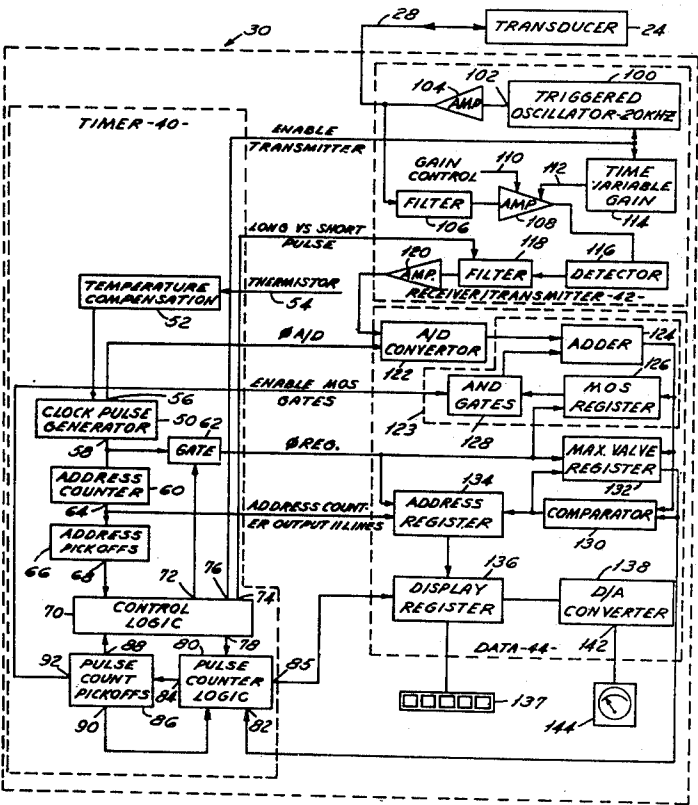 28
TRANSDUCER
24
30
100
102
104
AMP
TRIGGERED
OSCILLATOR-20KHZ
TIMER -40-
ENABLE
TRANSMITTER
GAIN
CONTROL
110
112
TIME
VARIABLE
GAIN
114
FILTER
106
AMP
108
LONG VS SHORT
PULSE
120
118
116
AMP.
FILTER
DETECTOR
RECEIVER/TRANSMITTER-42-
TEMPERATURE
COMPENSATION
52
THERMISTOR
54
Ø A/D
A/D
CONVERTOR
122
ADDER
124
56
ENABLE MOS
GATES
126
AND
GATES
128
MOS
REGISTER
123
CLOCK PULSE
GENERATOR
50
62
58
GATE
Ø REG.
MAX. VALVE
REGISTER
132
ADDRESS
COUNTER
60
64
134
ADDRESS COUNT-
ER OUTPUT 11 LINES
ADDRESS
REGISTER
COMPARATOR
130
ADDRESS
PICKOFFS
66
68
136
138
72
76
74
DISPLAY
REGISTER
D/A
CONVERTER
70
CONTROL
LOGIC
142
88
80
78
DATA-44-
92
PULSE
COUNT
PICKOFFS
84
PULSE
COUNTER
LOGIC
85
86
82
90
137
144